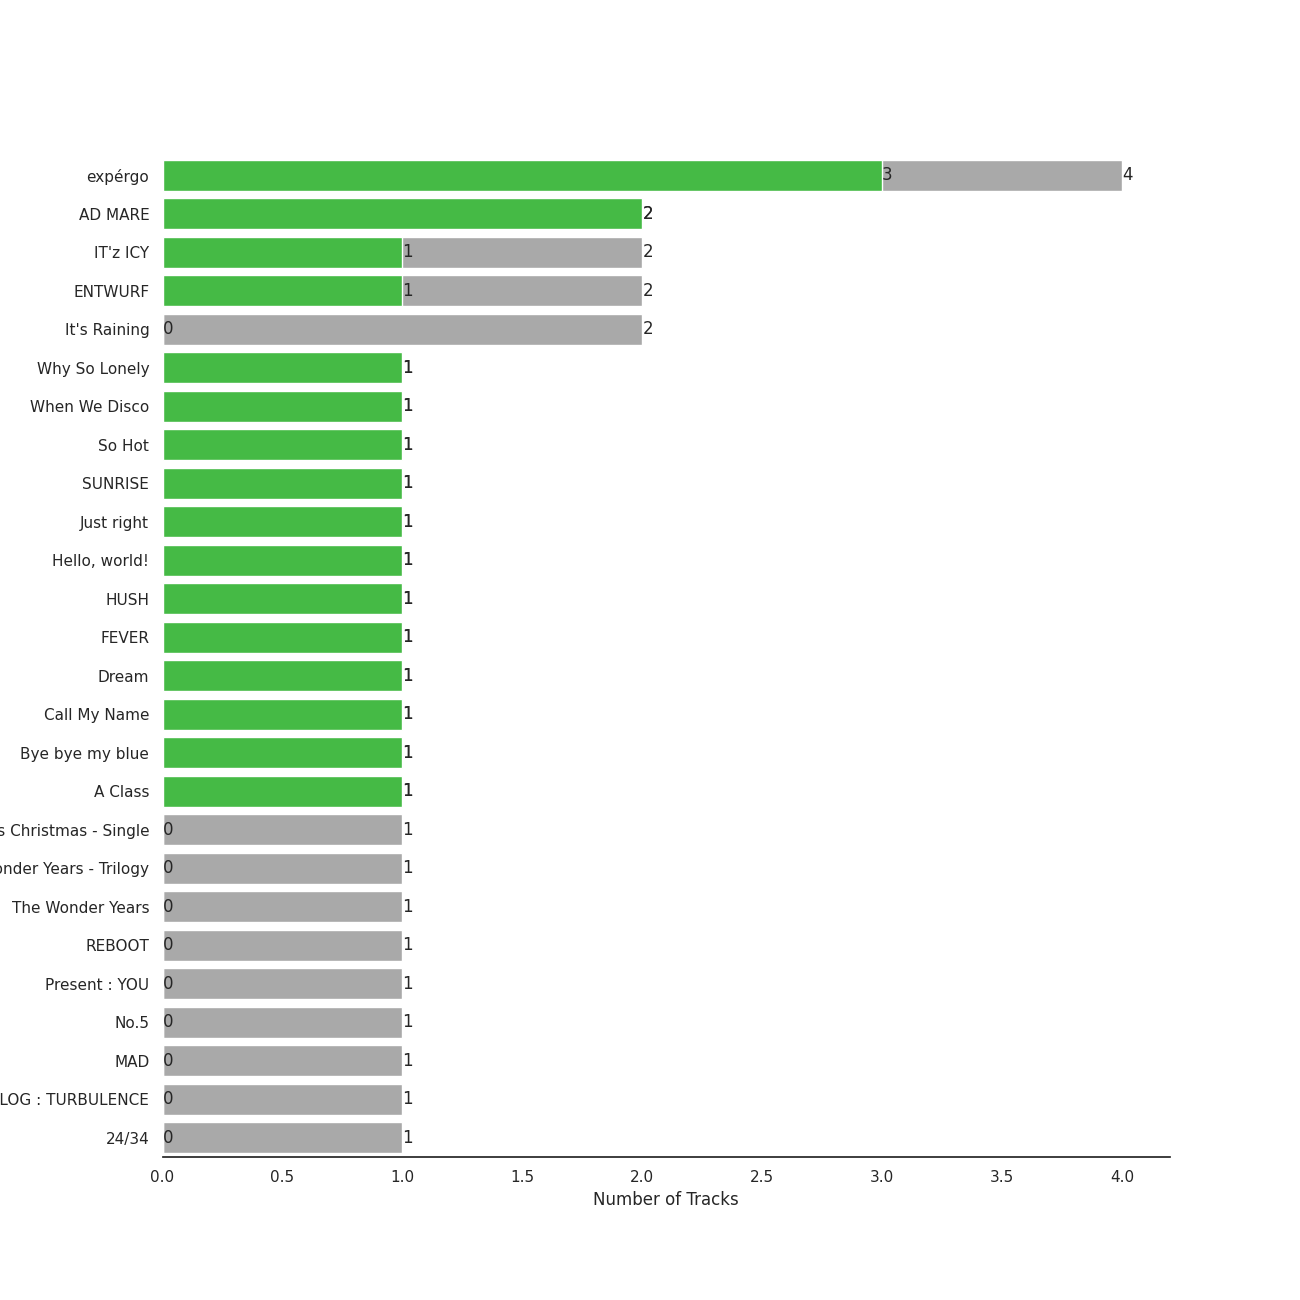 expérgo 3 4
AD MARE 2
IT'z ICY 1 2
ENTWURF 1 2
It's Raining 0 2
Why So Lonely 1
When We Disco 1
So Hot 1
SUNRISE 1
Just right 1
Hello, world! 1
HUSH 1
FEVER 1
Dream 1
Call My Name 1
Bye bye my blue 1
A Class 1
s Christmas - Single 0 1
onder Years - Trilogy 0 1
The Wonder Years 0 1
REBOOT 0 1
Present : YOU 0 1
No.5 0 1
MAD 0 1
LOG : TURBULENCE 0 1
24/34 0 1
0.0 0.5 1.0 1.5 2.0 2.5 3.0 3.5 4.0
Number of Tracks